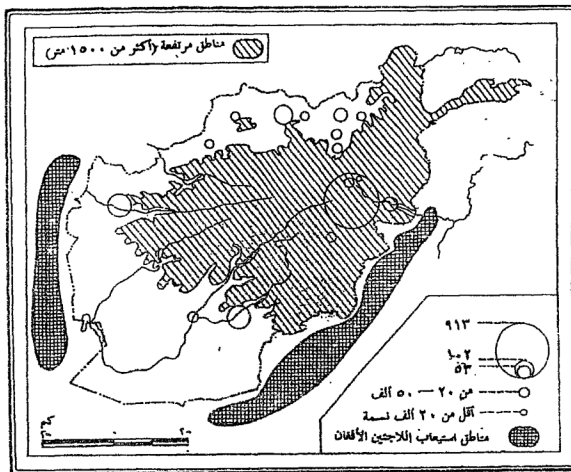 مناطق مرتفعة (أكثر من ١٥٠٠ متر)
٩١٣
١٠٢
٥٣
من ٢٠ — ٥٠ ألف
أقل من ٢٠ ألف نسمة
مناطق استيعاب اللاجئين الأفغان